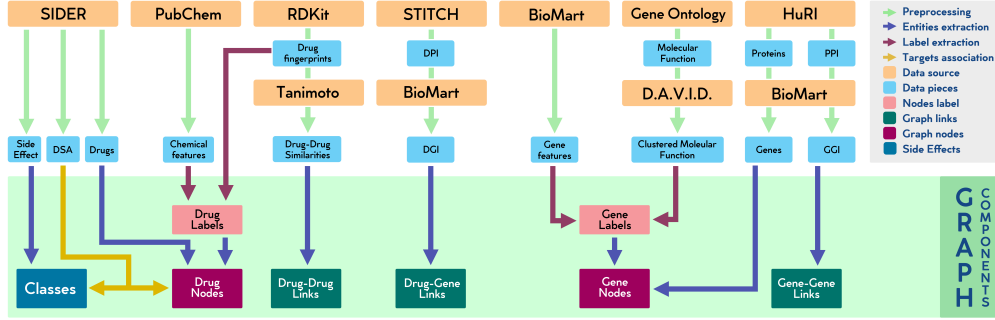 SIDER
PubChem
RDKit
STITCH
BioMart
Gene Ontology
HuRI
Preprocessing
Entities extraction
Label extraction
Targets association
Data source
Data pieces
Nodes label
Graph links
Graph nodes
Side Effects
Drug
fingerprints
DPI
Molecular
Function
Proteins
PPI
Tanimoto
BioMart
D.A.V.I.D.
BioMart
Side
Effect
DSA
Drugs
Chemical
features
Drug-Drug
Similarities
DGI
Gene
features
Clustered Molecular
Function
Genes
GGI
Drug
Labels
Gene
Labels
Classes
Drug
Nodes
Drug-Drug
Links
Drug-Gene
Links
Gene
Nodes
Gene-Gene
Links
GRAPH
COMPONENTS